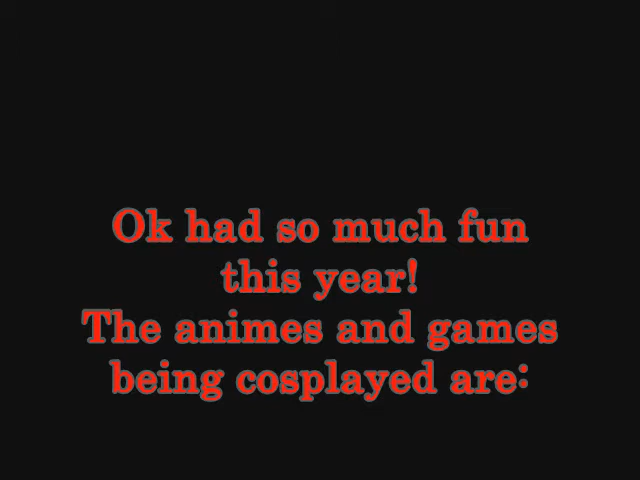 Ok had so much fun
this year!
The animes and games
being cosplayed are: